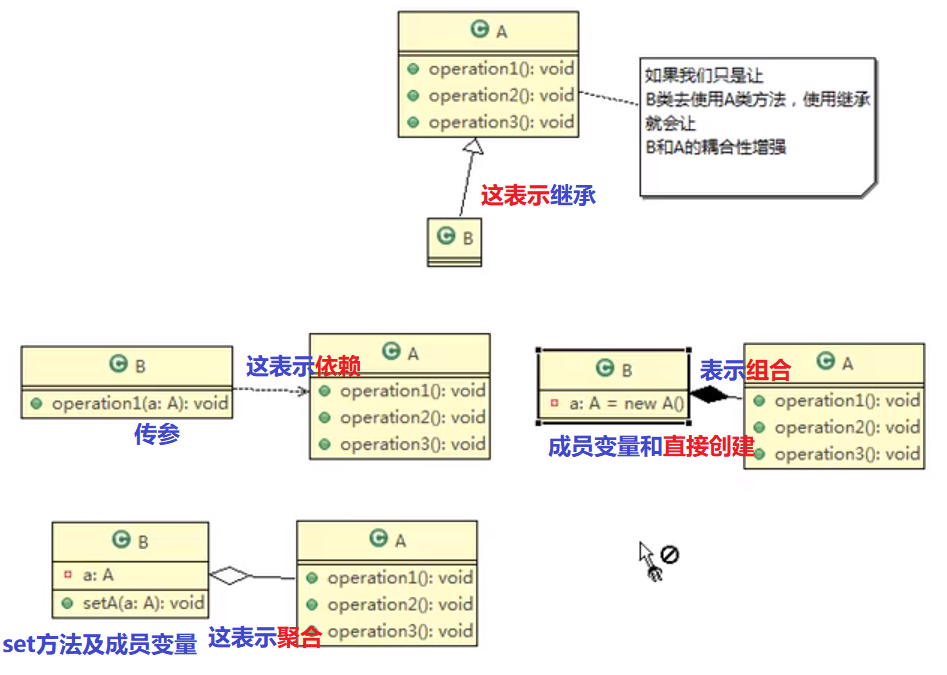 A
operation1(): void
operation2(): void
operation3(): void
如果我们只是让
B类去使用A类方法，使用继承
就会让
B和A的耦合性增强
这表示继承
B
B
operation1(a: A): void
传参
这表示依赖
A
operation1(): void
operation2(): void
operation3(): void
B
a: A = new A()
成员变量和直接创建
表示组合
A
operation1(): void
operation2(): void
operation3(): void
B
a: A
setA(a: A): void
set方法及成员变量
这表示聚合
A
operation1(): void
operation2(): void
operation3(): void